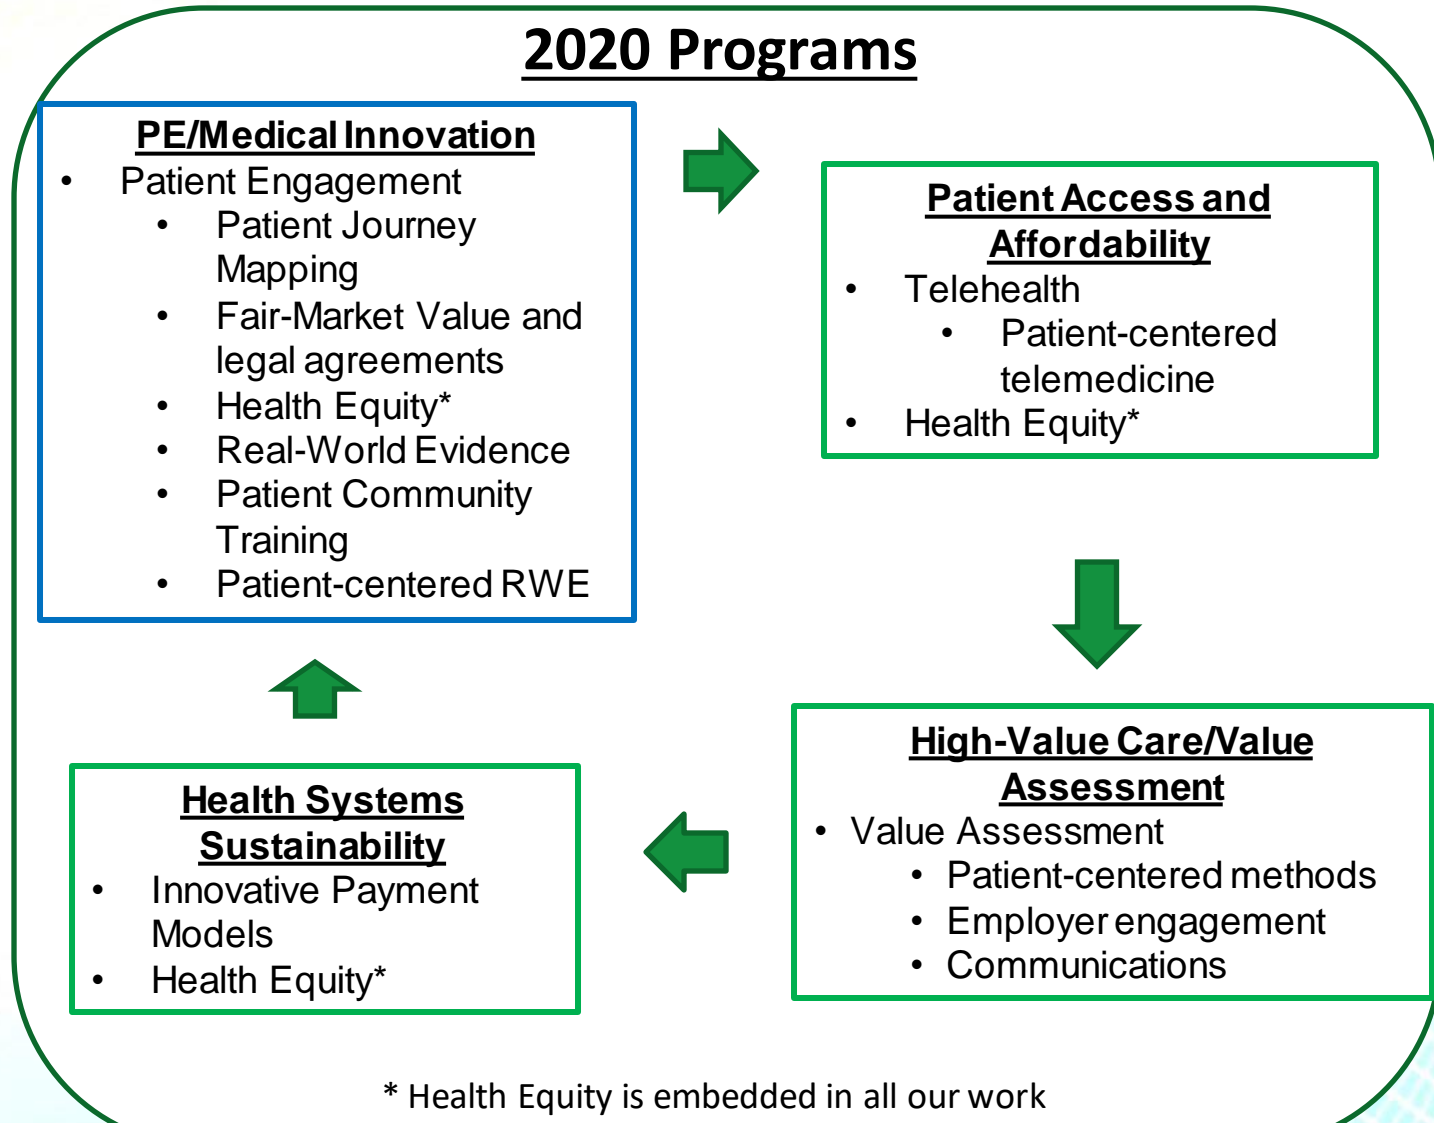 2020 Programs
PE/Medical Innovation
• Patient Engagement
• Patient Journey
Mapping
• Fair-Market Value and
legal agreements
• Health Equity*
• Real-World Evidence
• Patient Community
Training
• Patient-centered RWE
Patient Access and
Affordability
• Telehealth
• Patient-centered
telemedicine
• Health Equity*
High-Value Care/Value
Assessment
• Value Assessment
• Patient-centered methods
• Employer engagement
• Communications
Health Systems
Sustainability
• Innovative Payment
Models
• Health Equity*
* Health Equity is embedded in all our work